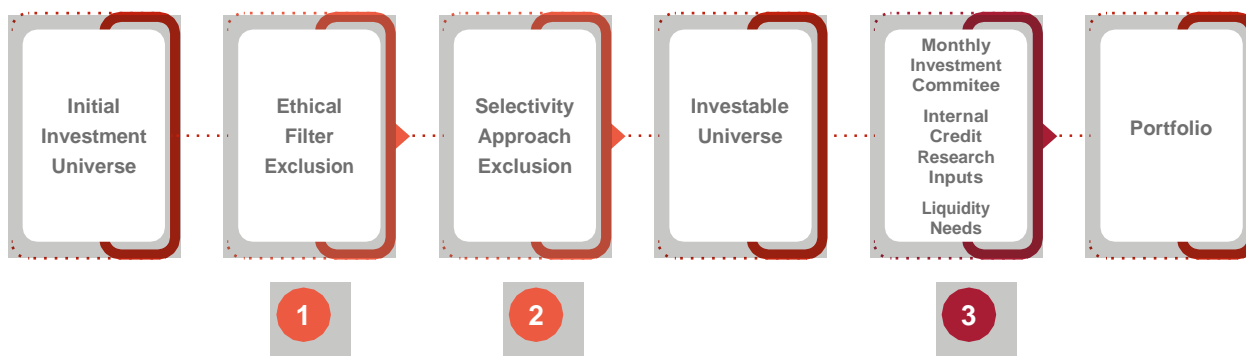 Initial
Investment
Universe
Ethical
Filter
Exclusion
Selectivity
Approach
Exclusion
Investable
Universe
Monthly
Investment
Commitee
Internal
Credit
Research
Inputs
Liquidity
Needs
Portfolio
1
2
3